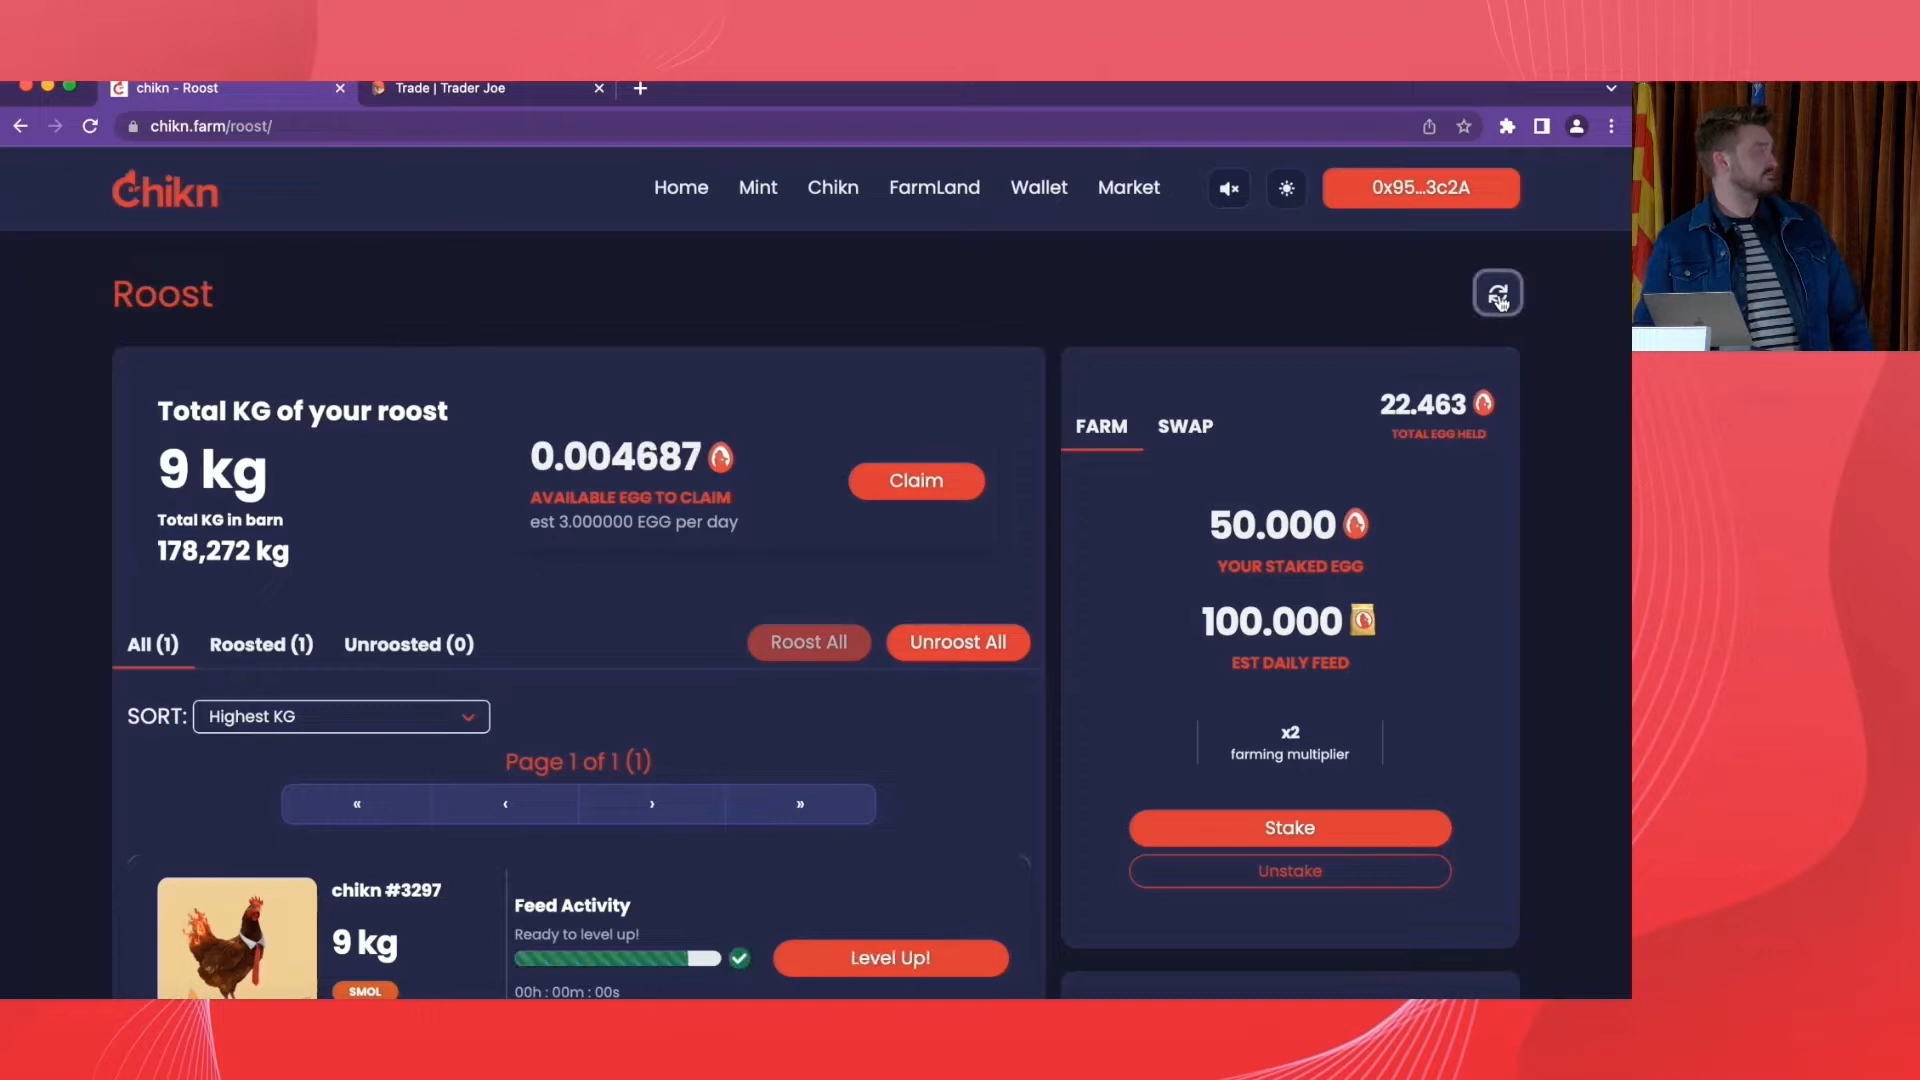 chikn - Roost
Trade | Trader Joe
chikn.farm/roost/
Chikn
Home
Mint
Chikn
FarmLand
Wallet
Market
0x95...3c2A
Roost
Total KG of your roost
9 kg
Total KG in barn
178,272 kg
0.004687
AVAILABLE EGG TO CLAIM
est 3.000000 EGG per day
Claim
FARM
SWAP
22.463
TOTAL EGG HELD
50.000
YOUR STAKED EGG
100.000
EST DAILY FEED
x2
farming multiplier
Stake
Unstake
All (1)
Roosted (1)
Unroosted (0)
Roost All
Unroost All
SORT:
Highest KG
Page 1 of 1 (1)
«
‹
›
»
chikn #3297
9 kg
SMOL
Feed Activity
Ready to level up!
00h : 00m : 00s
Level Up!